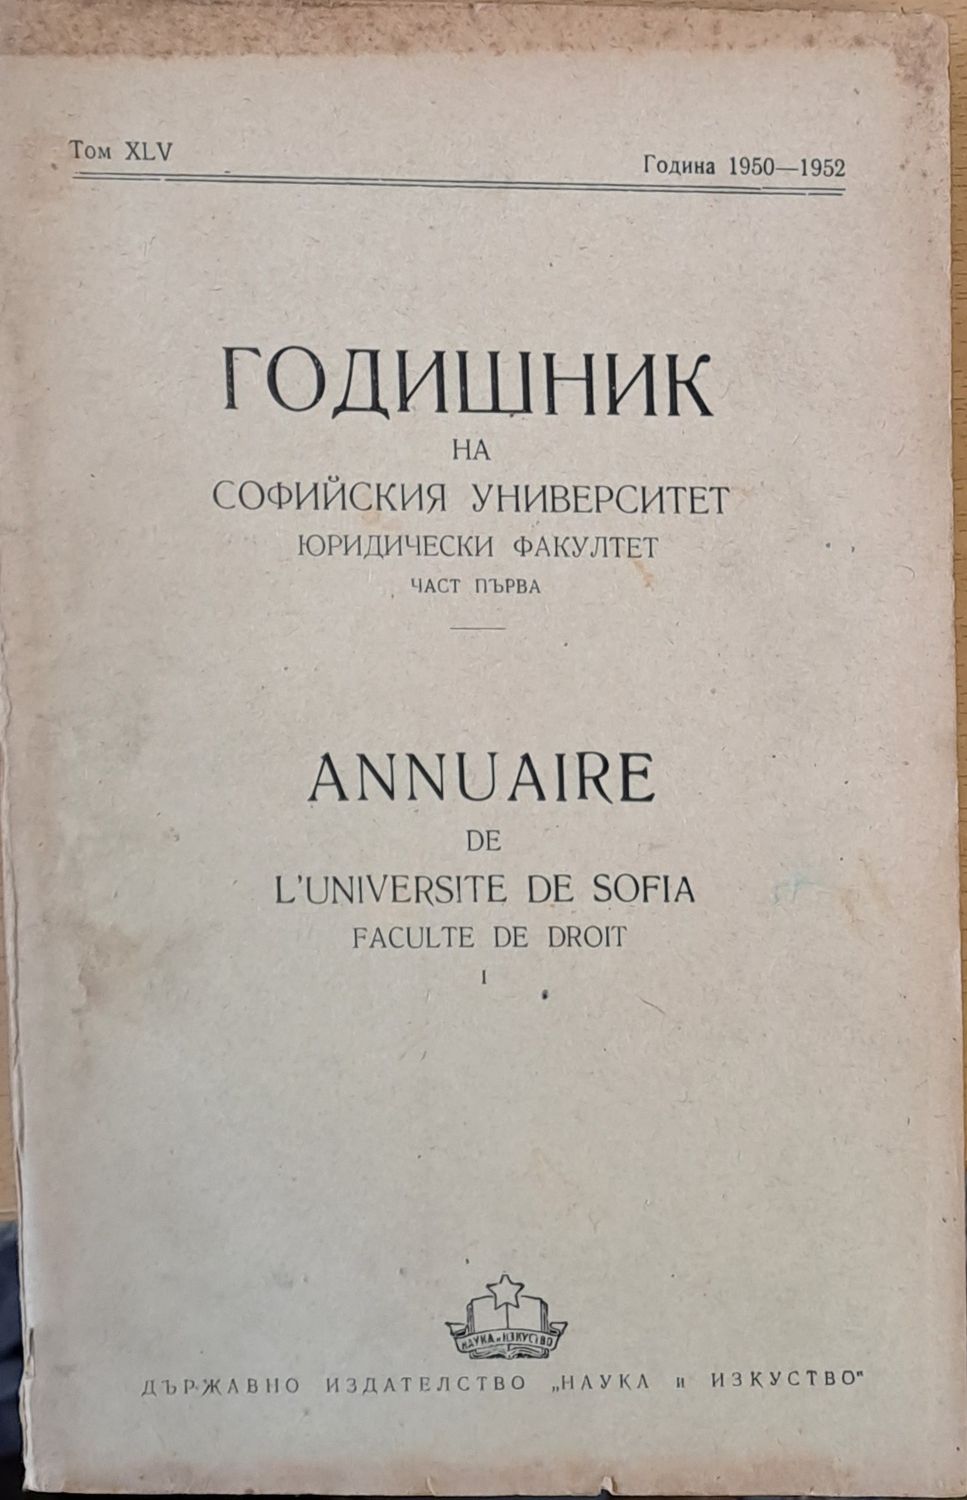 Том XLV
Година 1950—1952
ГОДИШНИК
НА
СОФИЙСКИЯ УНИВЕРСИТЕТ
ЮРИДИЧЕСКИ ФАКУЛТЕТ
ЧАСТ ПЪРВА
ANNUAIRE
DE
L'UNIVERSITE DE SOFIA
FACULTE DE DROIT
I
НАУКА и ИЗКУСТВО
ДЪРЖАВНО ИЗДАТЕЛСТВО „НАУКА и ИЗКУСТВО"